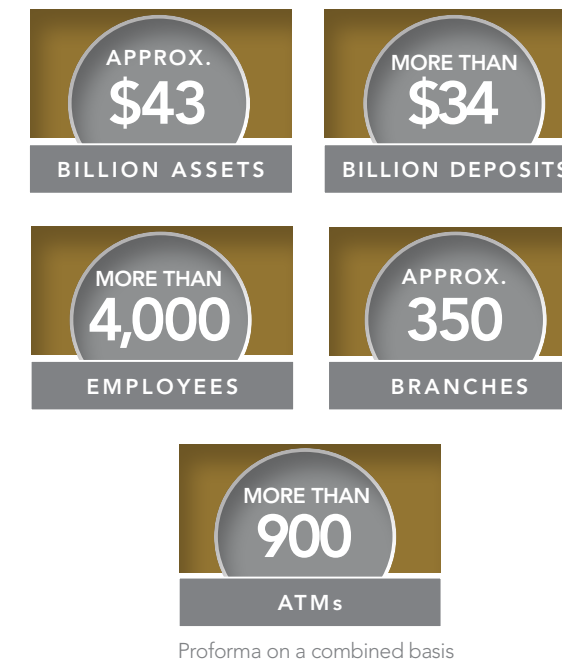 APPROX.
$43
BILLION ASSETS
MORE THAN
$34
BILLION DEPOSITS
MORE THAN
4,000
EMPLOYEES
APPROX.
350
BRANCHES
MORE THAN
900
ATMs
Proforma on a combined basis